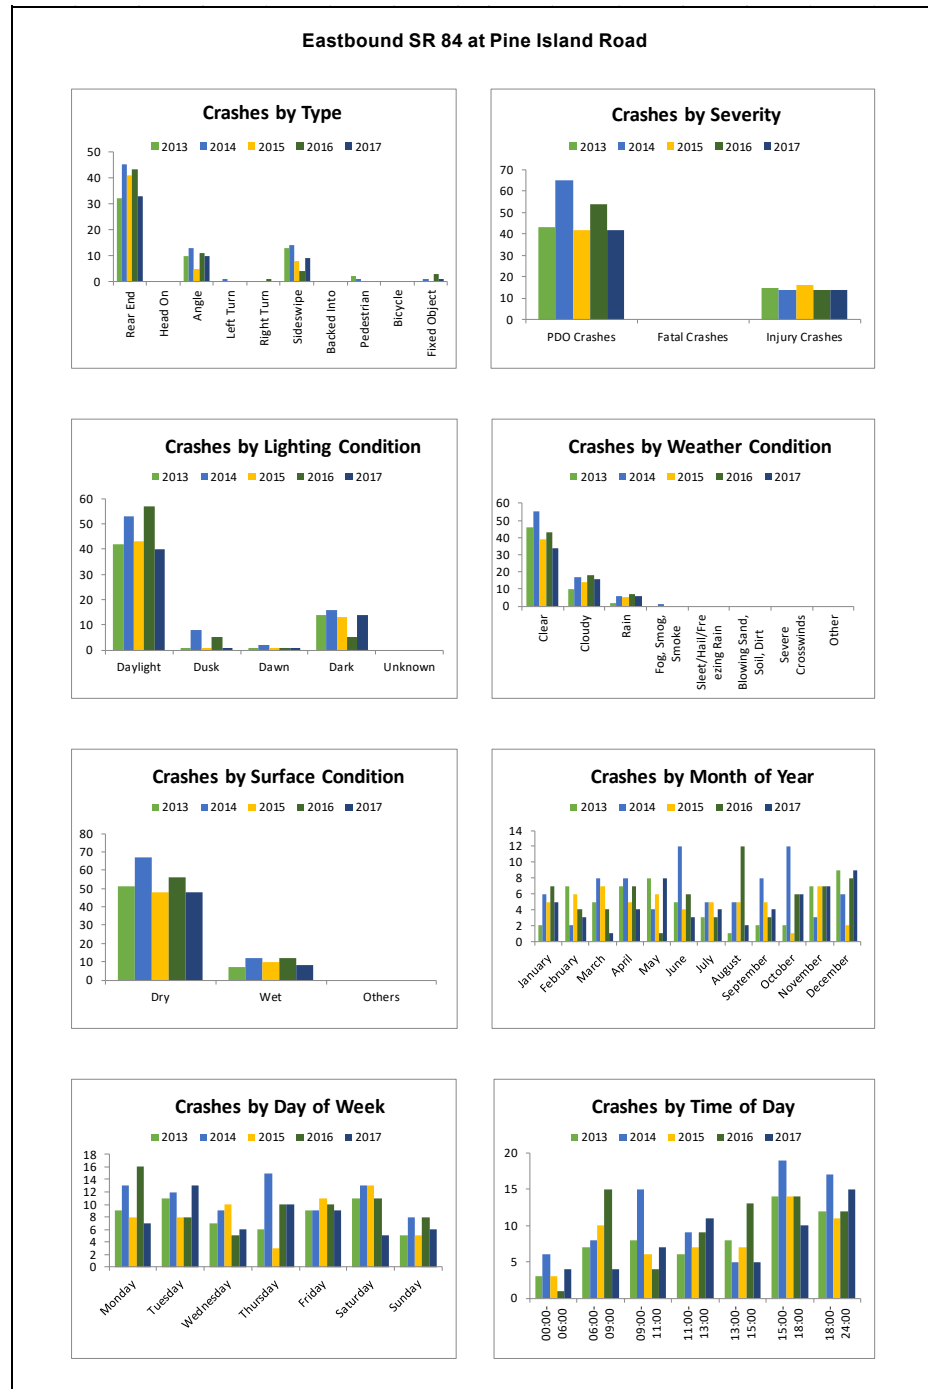 Eastbound SR 84 at Pine Island Road
Crashes by Type
2013 2014 2015 2016 2017
50
40
30
20
10
0
Rear End
Head On
Angle
Left Turn
Right Turn
Sideswipe
Backed Into
Pedestrian
Bicycle
Fixed Object
Crashes by Severity
2013 2014 2015 2016 2017
70
60
50
40
30
20
10
0
PDO Crashes Fatal Crashes Injury Crashes
Crashes by Lighting Condition
2013 2014 2015 2016 2017
60
50
40
30
20
10
0
Daylight Dusk Dawn Dark Unknown
Crashes by Weather Condition
2013 2014 2015 2016 2017
60
50
40
30
20
10
0
Clear
Cloudy
Rain
Fog, Smog,
Smoke
Sleet/Hail/Fre
ezing Rain
Blowing Sand,
Soil, Dirt
Severe
Crosswinds
Other
Crashes by Surface Condition
2013 2014 2015 2016 2017
80
70
60
50
40
30
20
10
0
Dry Wet Others
Crashes by Month of Year
2013 2014 2015 2016 2017
14
12
10
8
6
4
2
0
January
February
March
April
May
June
July
August
September
October
November
December
Crashes by Day of Week
2013 2014 2015 2016 2017
18
16
14
12
10
8
6
4
2
0
Monday
Tuesday
Wednesday
Thursday
Friday
Saturday
Sunday
Crashes by Time of Day
2013 2014 2015 2016 2017
20
15
10
5
0
00:00-
06:00
06:00-
09:00
09:00-
11:00
11:00-
13:00
13:00-
15:00
15:00-
18:00
18:00-
24:00